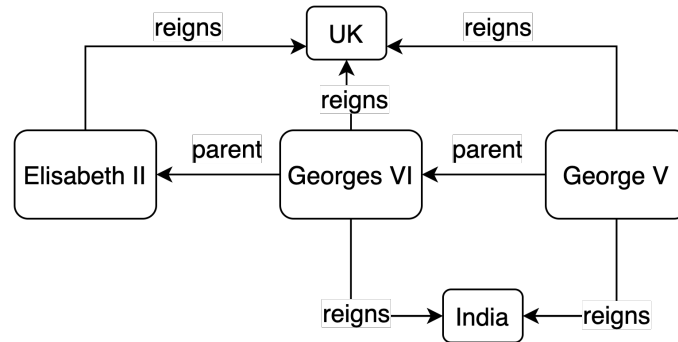 reigns
UK
reigns
reigns
Elisabeth II
parent
Georges VI
parent
George V
reigns
India
reigns